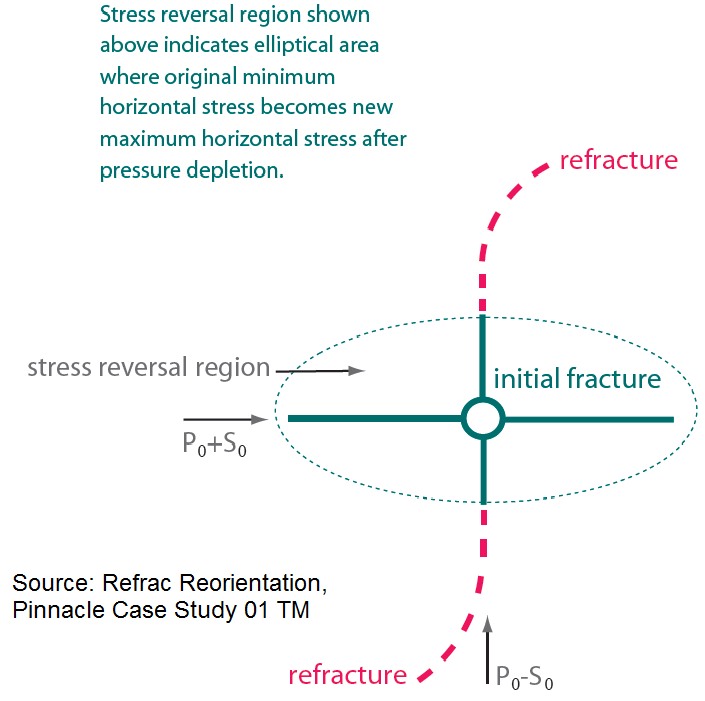 Stress reversal region shown
above indicates elliptical area
where original minimum
horizontal stress becomes new
maximum horizontal stress after
pressure depletion.
refracture
stress reversal region
initial fracture
P₀+S₀
Source: Refrac Reorientation,
Pinnacle Case Study 01 TM
refracture
P₀-S₀